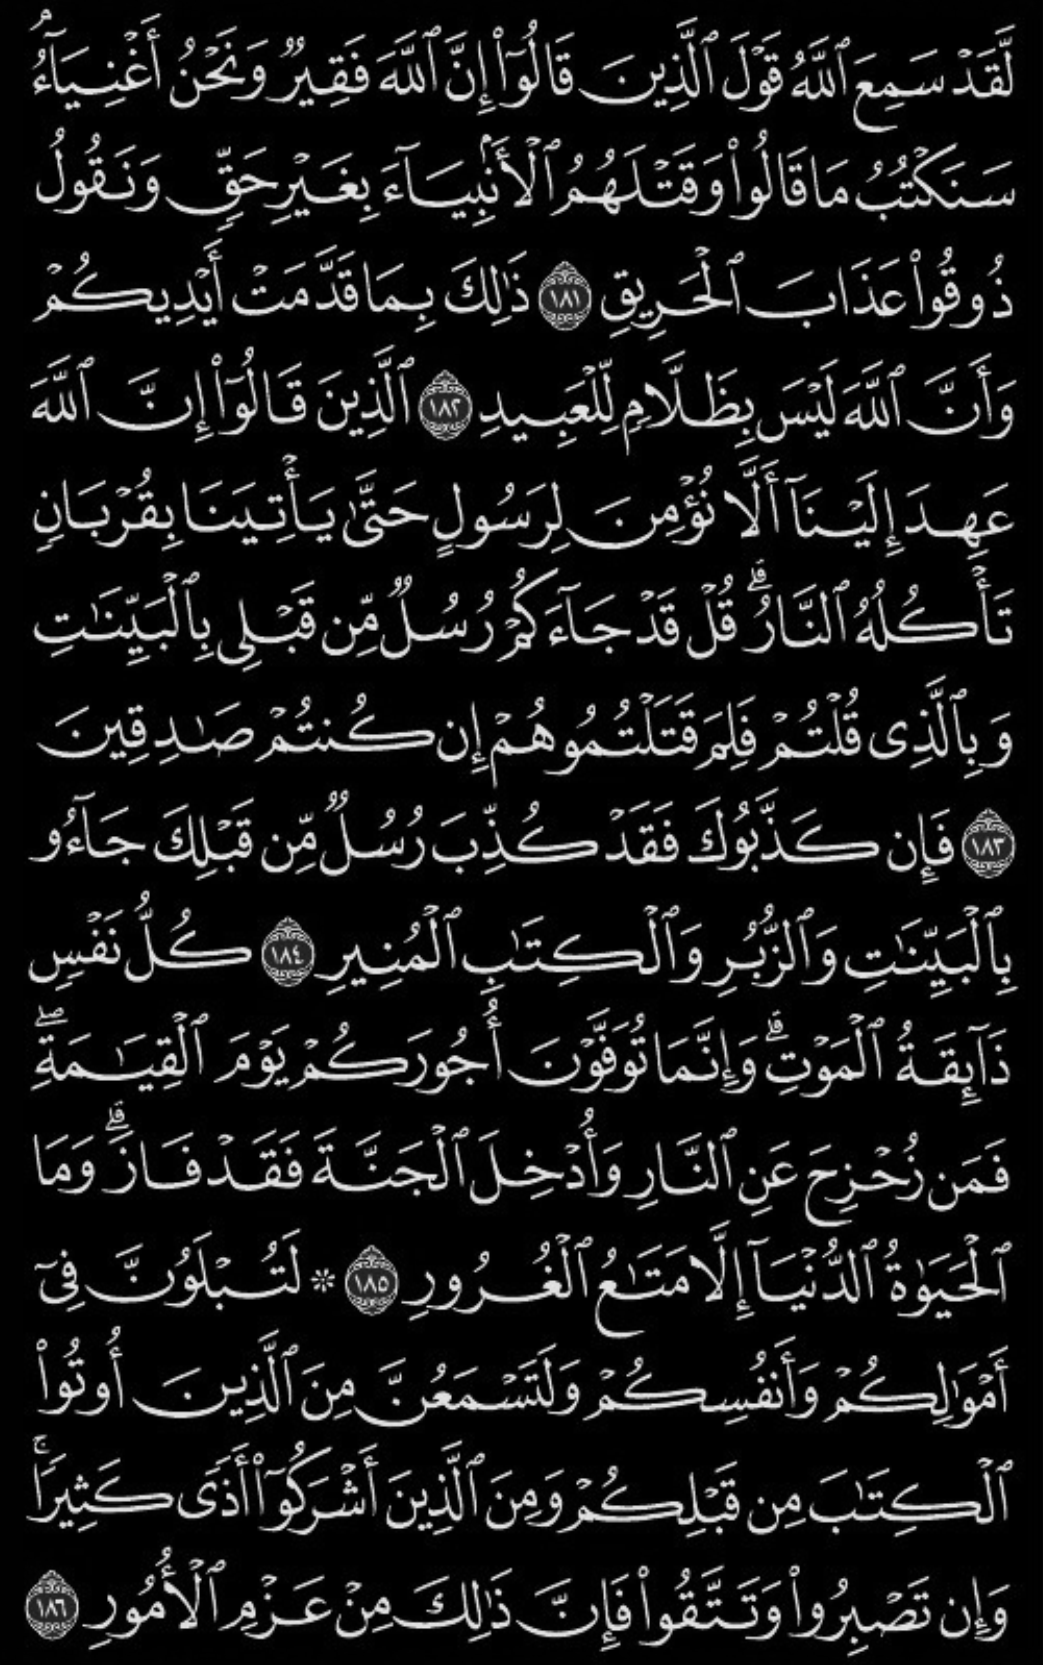 لَّقَدْ سَمِعَ ٱللَّهُ قَوْلَ ٱلَّذِينَ قَالُوٓا۟ إِنَّ ٱللَّهَ فَقِيرٌ وَنَحْنُ أَغْنِيَآءُ ۘ
سَنَكْتُبُ مَا قَالُوا۟ وَقَتْلَهُمُ ٱلْأَنۢبِيَآءَ بِغَيْرِ حَقٍّ وَنَقُولُ
ذُوقُوا۟ عَذَابَ ٱلْحَرِيقِ ١٨١ ذَٰلِكَ بِمَا قَدَّمَتْ أَيْدِيكُمْ
وَأَنَّ ٱللَّهَ لَيْسَ بِظَلَّامٍ لِّلْعَبِيدِ ١٨٢ ٱلَّذِينَ قَالُوٓا۟ إِنَّ ٱللَّهَ
عَهِدَ إِلَيْنَآ أَلَّا نُؤْمِنَ لِرَسُولٍ حَتَّىٰ يَأْتِيَنَا بِقُرْبَانٍ
تَأْكُلُهُ ٱلنَّارُ ۗ قُلْ قَدْ جَآءَكُمْ رُسُلٌ مِّن قَبْلِى بِٱلْبَيِّنَٰتِ
وَبِٱلَّذِى قُلْتُمْ فَلِمَ قَتَلْتُمُوهُمْ إِن كُنتُمْ صَٰدِقِينَ
١٨٣ فَإِن كَذَّبُوكَ فَقَدْ كُذِّبَ رُسُلٌ مِّن قَبْلِكَ جَآءُو
بِٱلْبَيِّنَٰتِ وَٱلزُّبُرِ وَٱلْكِتَٰبِ ٱلْمُنِيرِ ١٨٤ كُلُّ نَفْسٍ
ذَآئِقَةُ ٱلْمَوْتِ ۗ وَإِنَّمَا تُوَفَّوْنَ أُجُورَكُمْ يَوْمَ ٱلْقِيَٰمَةِ ۖ
فَمَن زُحْزِحَ عَنِ ٱلنَّارِ وَأُدْخِلَ ٱلْجَنَّةَ فَقَدْ فَازَ ۗ وَمَا
ٱلْحَيَوٰةُ ٱلدُّنْيَآ إِلَّا مَتَٰعُ ٱلْغُرُورِ ١٨٥ * لَتُبْلَوُنَّ فِىٓ
أَمْوَٰلِكُمْ وَأَنفُسِكُمْ وَلَتَسْمَعُنَّ مِنَ ٱلَّذِينَ أُوتُوا۟
ٱلْكِتَٰبَ مِن قَبْلِكُمْ وَمِنَ ٱلَّذِينَ أَشْرَكُوٓا۟ أَذًى كَثِيرًا ۚ
وَإِن تَصْبِرُوا۟ وَتَتَّقُوا۟ فَإِنَّ ذَٰلِكَ مِنْ عَزْمِ ٱلْأُمُورِ ١٨٦